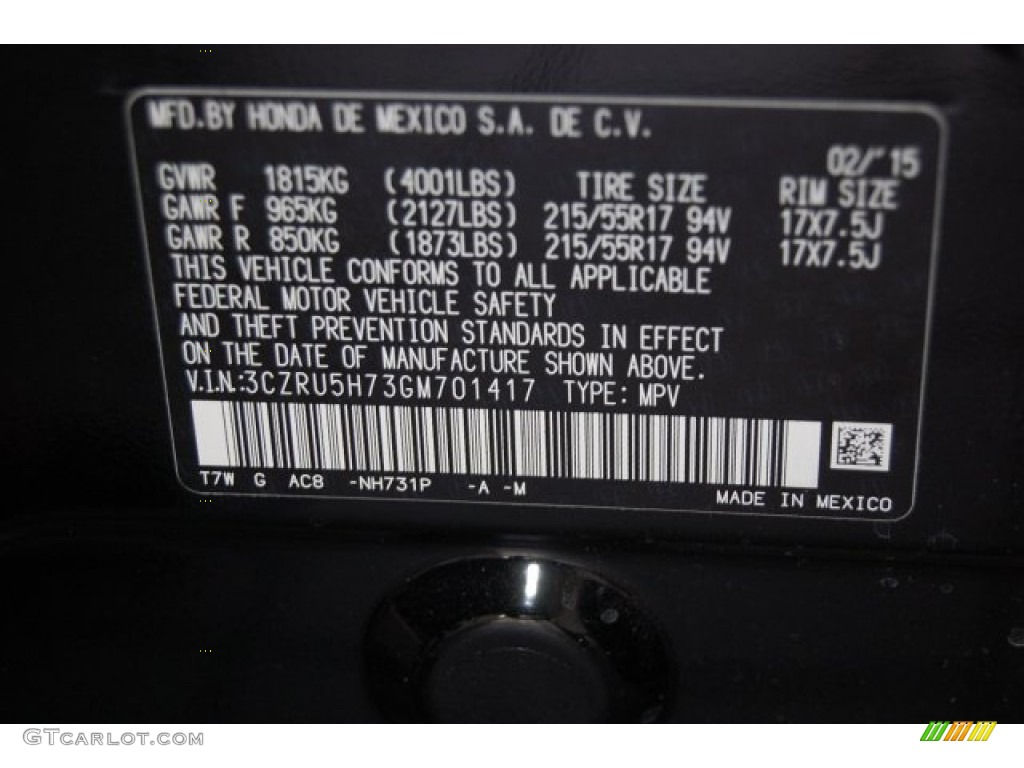 MFD.BY HONDA DE MEXICO S.A. DE C.V.
02/"15
GVWR 1815KG (4001LBS) TIRE SIZE RIM SIZE
GAWR F 965KG (2127LBS) 215/55R17 94V 17X7.5J
GAWR R 850KG (1873LBS) 215/55R17 94V 17X7.5J
THIS VEHICLE CONFORMS TO ALL APPLICABLE
FEDERAL MOTOR VEHICLE SAFETY
AND THEFT PREVENTION STANDARDS IN EFFECT
ON THE DATE OF MANUFACTURE SHOWN ABOVE.
V.I.N.:3CZRU5H73GM701417 TYPE: MPV
T7W G AC8 -NH731P -A -M
MADE IN MEXICO
GTCarLot.com